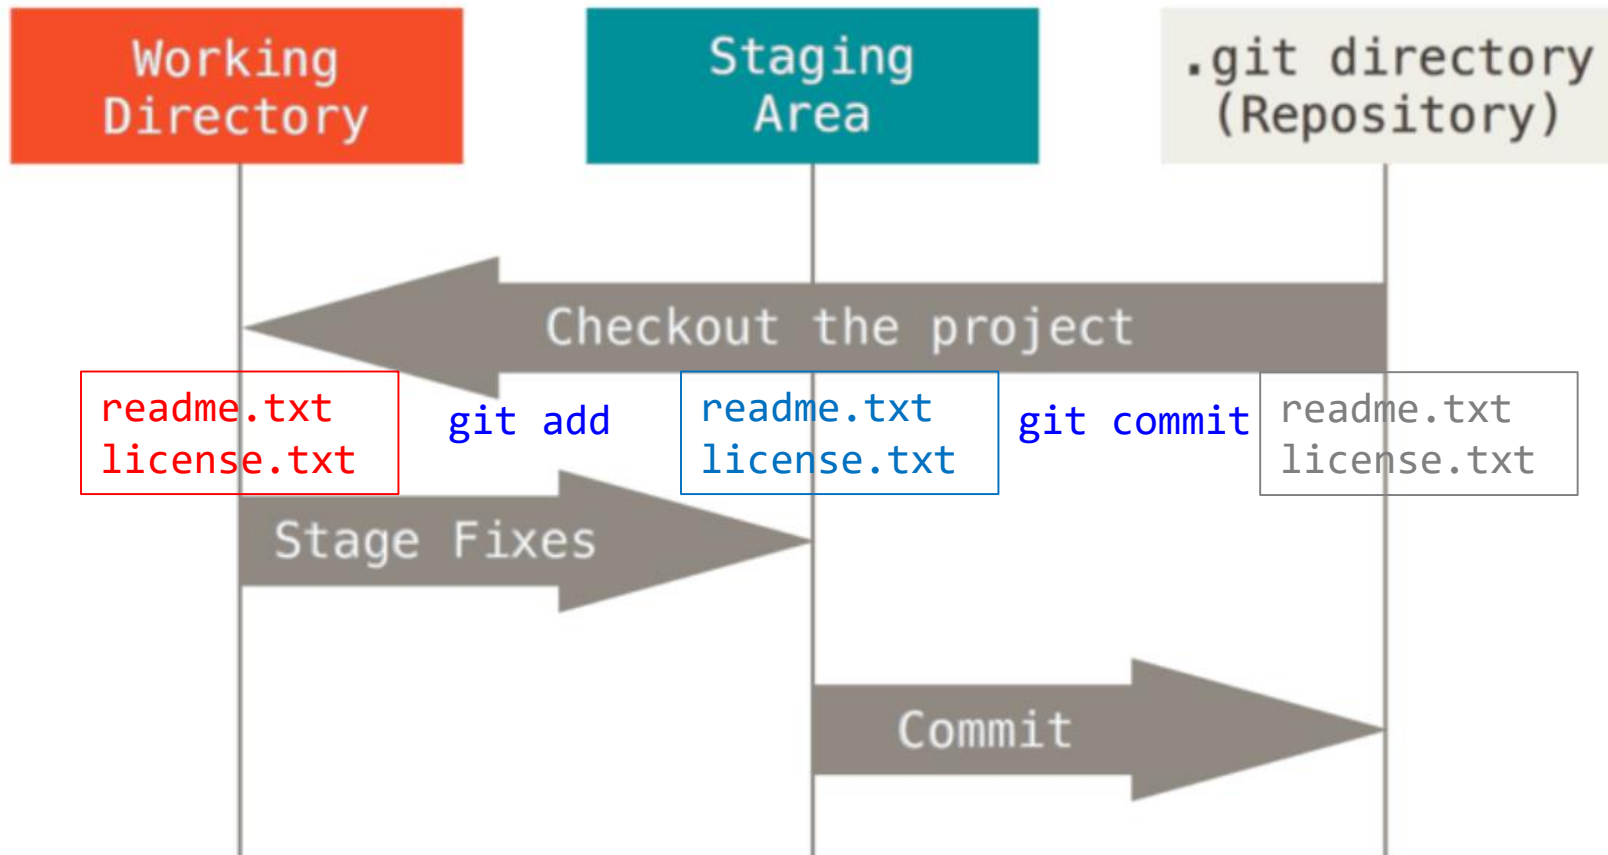 Working
Directory
Staging
Area
.git directory
(Repository)
Checkout the project
readme.txt
license.txt
git add
readme.txt
license.txt
git commit
readme.txt
license.txt
Stage Fixes
Commit